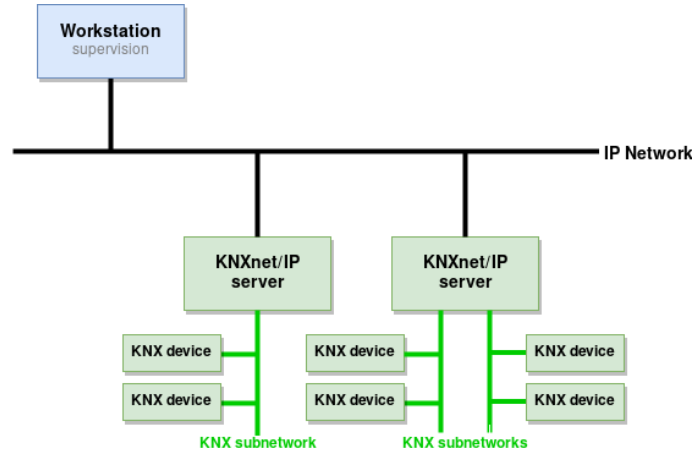 Workstation
supervision
IP Network
KNXnet/IP
server
KNXnet/IP
server
KNX device
KNX device
KNX device
KNX device
KNX device
KNX device
KNX subnetwork
KNX subnetworks